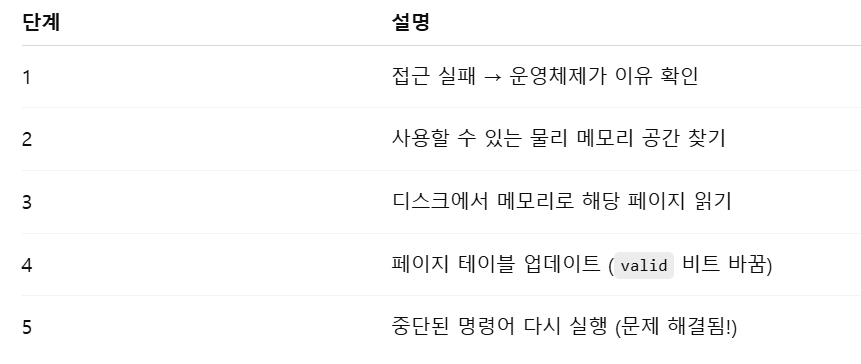 단계 설명
1 접근 실패 → 운영체제가 이유 확인
2 사용할 수 있는 물리 메모리 공간 찾기
3 디스크에서 메모리로 해당 페이지 읽기
4 페이지 테이블 업데이트 (valid 비트 바꿈)
5 중단된 명령어 다시 실행 (문제 해결됨!)